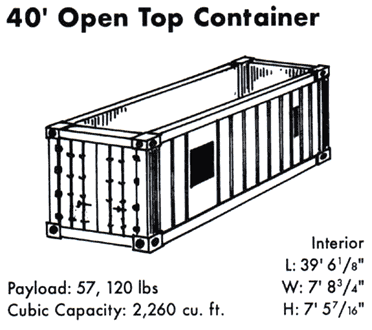 40' Open Top Container
Interior
L: 39' 6 1/8"
Payload: 57, 120 lbs W: 7' 8 3/4"
Cubic Capacity: 2,260 cu. ft. H: 7' 5 7/16"